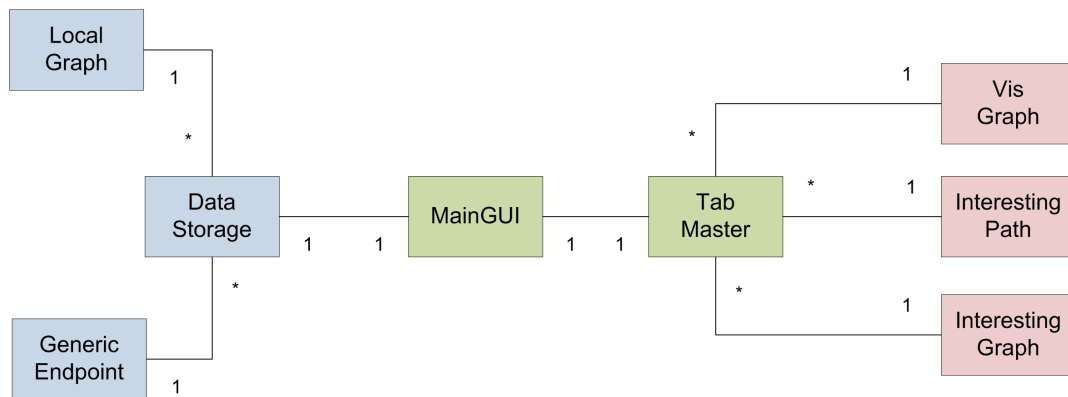 Local
Graph
1
*
Vis
Graph
1
*
Data
Storage
1
1
MainGUI
1
1
Tab
Master
*
1
Interesting
Path
*
Generic
Endpoint
1
*
1
Interesting
Graph